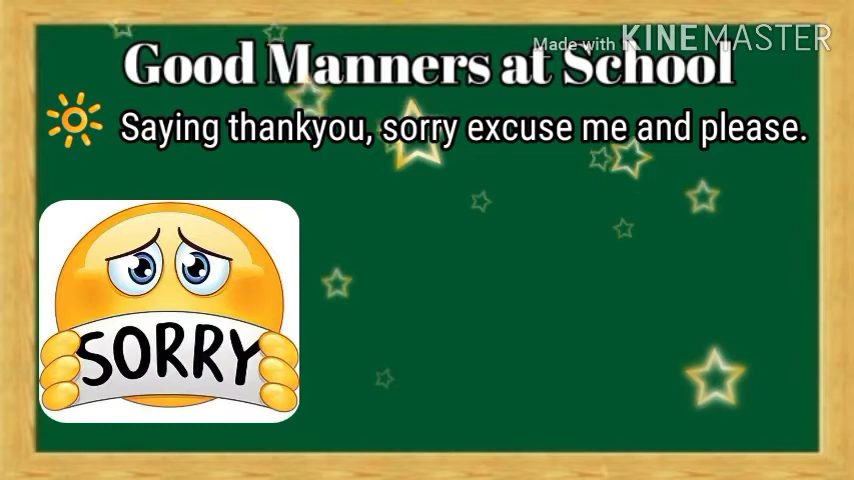 Made with KINEMASTER
Good Manners at School
Saying thankyou, sorry excuse me and please.
SORRY